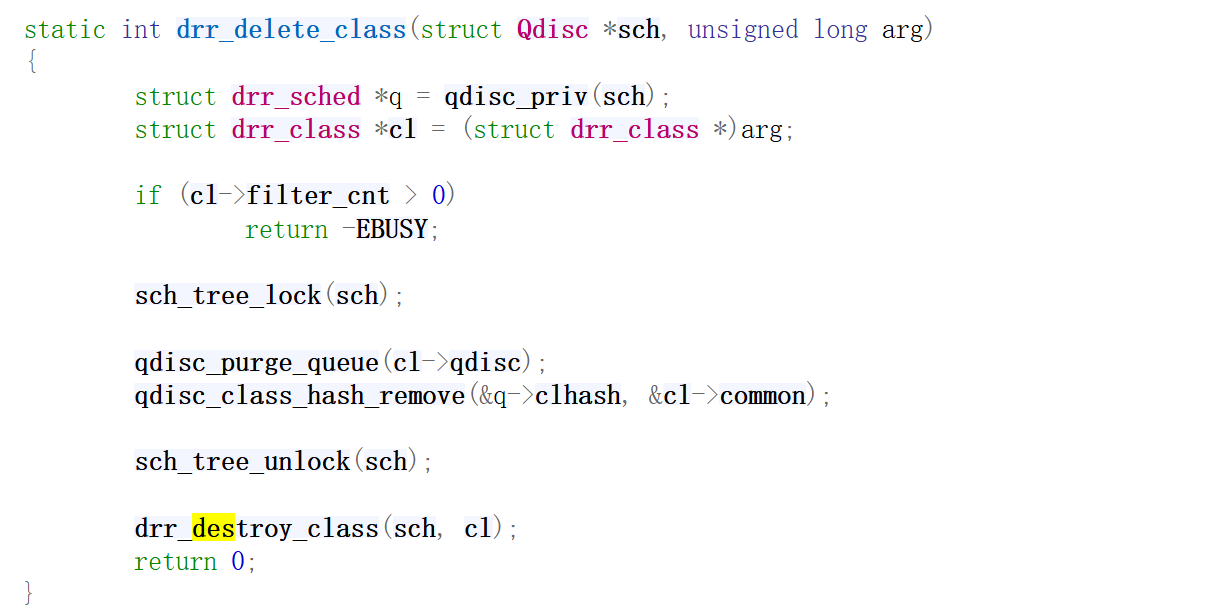 static int drr_delete_class(struct Qdisc *sch, unsigned long arg)
{
        struct drr_sched *q = qdisc_priv(sch);
        struct drr_class *cl = (struct drr_class *)arg;

        if (cl->filter_cnt > 0)
                return -EBUSY;

        sch_tree_lock(sch);

        qdisc_purge_queue(cl->qdisc);
        qdisc_class_hash_remove(&q->clhash, &cl->common);

        sch_tree_unlock(sch);

        drr_destroy_class(sch, cl);
        return 0;
}